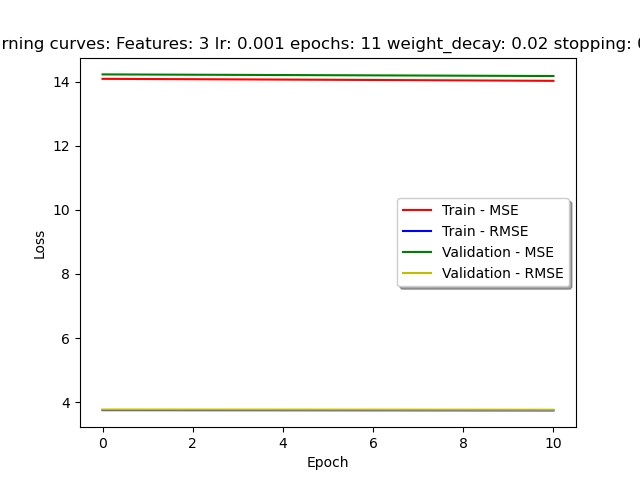 rning curves: Features: 3 lr: 0.001 epochs: 11 weight_decay: 0.02 stopping:
14
12
10
8
6
4
Loss
Train - MSE
Train - RMSE
Validation - MSE
Validation - RMSE
0
2
4
6
8
10
Epoch